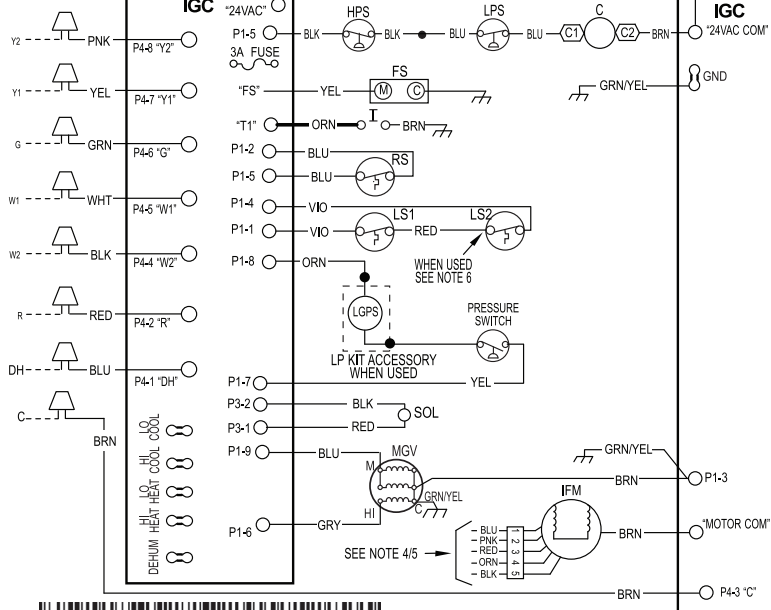 IGC "24VAC"
HPS LPS C IGC
P1-5 BLK BLK BLU BLU C1 C2 BRN "24VAC COM"
Y2 PNK P4-8 "Y2"
3A FUSE
FS GND
Y1 YEL P4-7 "Y1" "FS" YEL M C GRN/YEL
"T1" ORN I BRN
G GRN P4-6 "G" P1-2 BLU RS
P1-5 BLU
W1 WHT P4-5 "W1" P1-4 VIO
LS1 LS2
P1-1 VIO RED
W2 BLK P4-4 "W2" P1-8 ORN WHEN USED
SEE NOTE 6
R RED P4-2 "R" LGPS PRESSURE
SWITCH
LP KIT ACCESSORY
WHEN USED
DH BLU P4-1 "DH" P1-7 YEL
C BRN P3-2 BLK SOL
P3-1 RED
LO COOL
HI COOL
LO HEAT
HI HEAT
DEHUM
P1-9 BLU M MGV GRN/YEL
BRN P1-3
GRN/YEL
HI C
P1-6 GRY
IFM
BLU 1
PNK 2
RED 3
ORN 4
BLK 5
BRN "MOTOR COM"
SEE NOTE 4/5
BRN P4-3 "C"